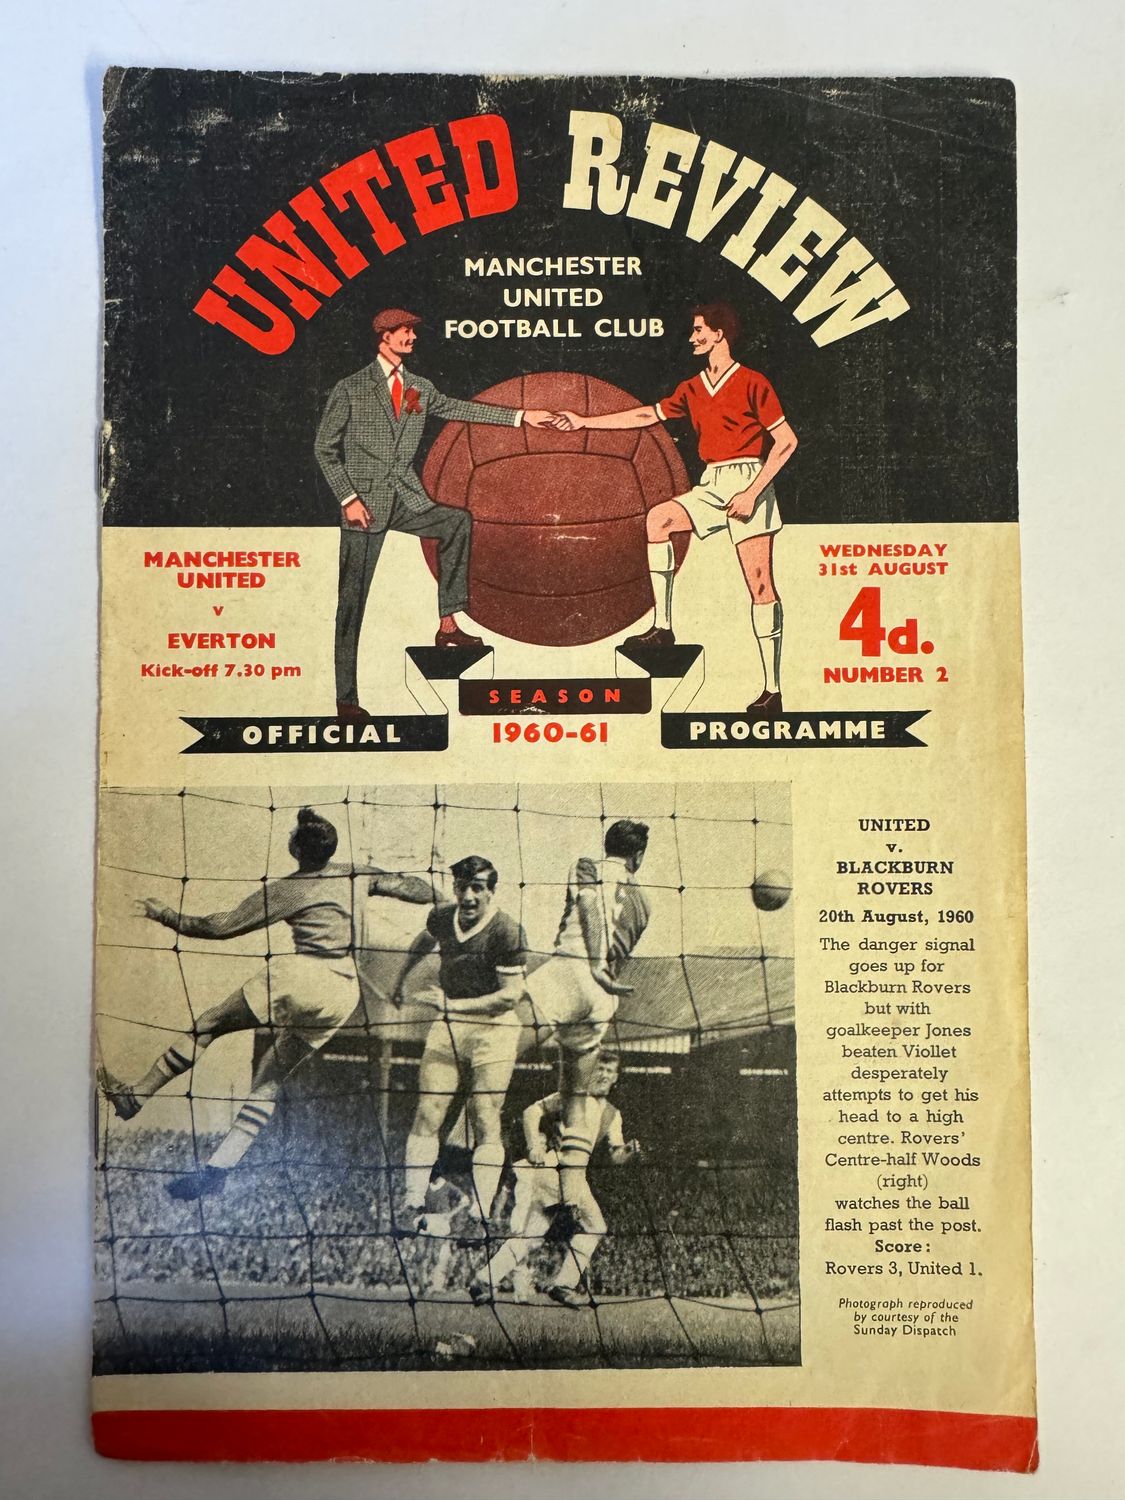 UNITED REVIEW
MANCHESTER
UNITED
FOOTBALL CLUB
MANCHESTER
UNITED
v
EVERTON
Kick-off 7.30 pm
WEDNESDAY
31st AUGUST
4d.
NUMBER 2
SEASON
OFFICIAL
1960-61
PROGRAMME
UNITED
v.
BLACKBURN
ROVERS
20th August, 1960
The danger signal
goes up for
Blackburn Rovers
but with
goalkeeper Jones
beaten Viollet
desperately
attempts to get his
head to a high
centre. Rovers'
Centre-half Woods
(right)
watches the ball
flash past the post.
Score:
Rovers 3, United 1.
Photograph reproduced
by courtesy of the
Sunday Dispatch